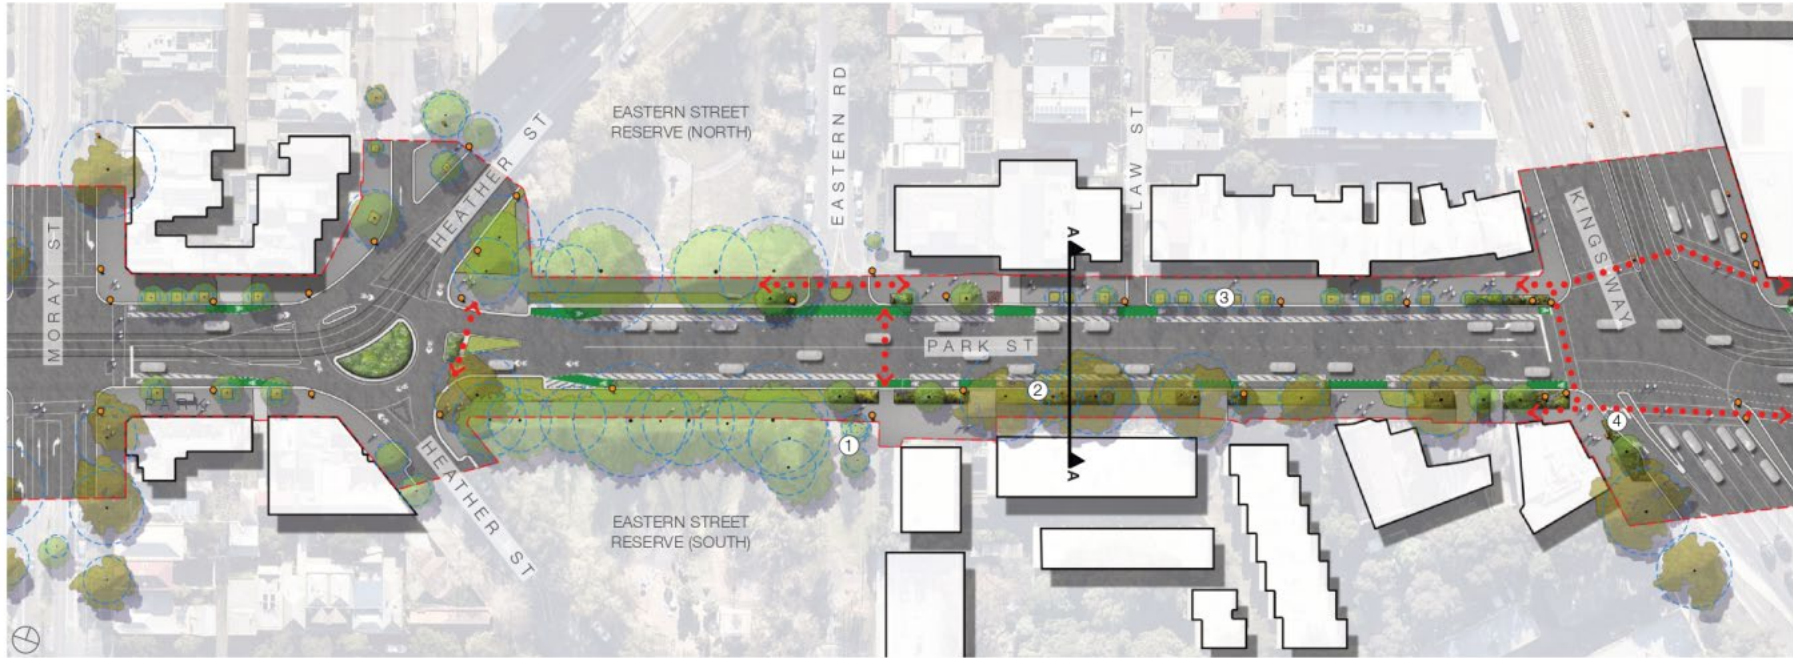 EASTERN STREET
RESERVE (NORTH)
HEATHER ST
EASTERN RD
LAW ST
KINGSWAY
MORAY ST
A
3
PARK ST
2
1
4
A
HEATHER ST
EASTERN STREET
RESERVE (SOUTH)